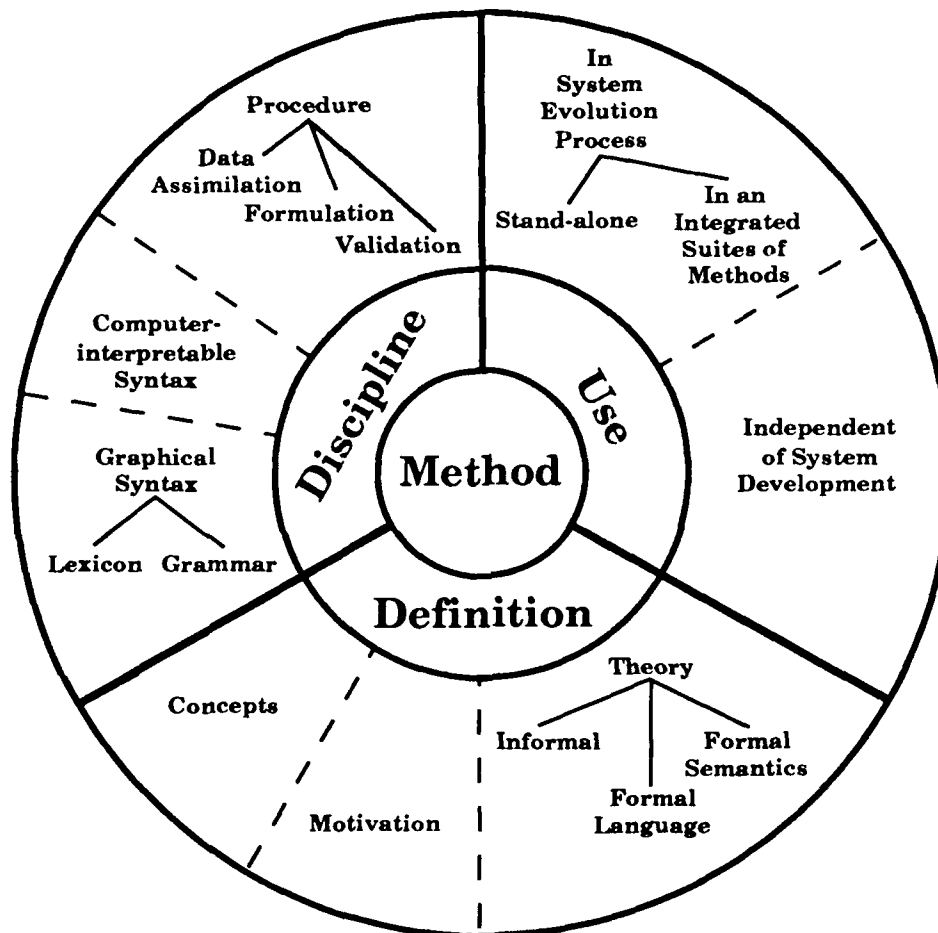 Procedure
Data
Assimilation
Formulation
Validation
In
System
Evolution
Process
Stand-alone
In an
Integrated
Suites of
Methods
Computer-
interpretable
Syntax
Graphical
Syntax
Lexicon
Grammar
Discipline
Use
Method
Definition
Independent
of System
Development
Concepts
Motivation
Theory
Informal
Formal
Semantics
Formal
Language